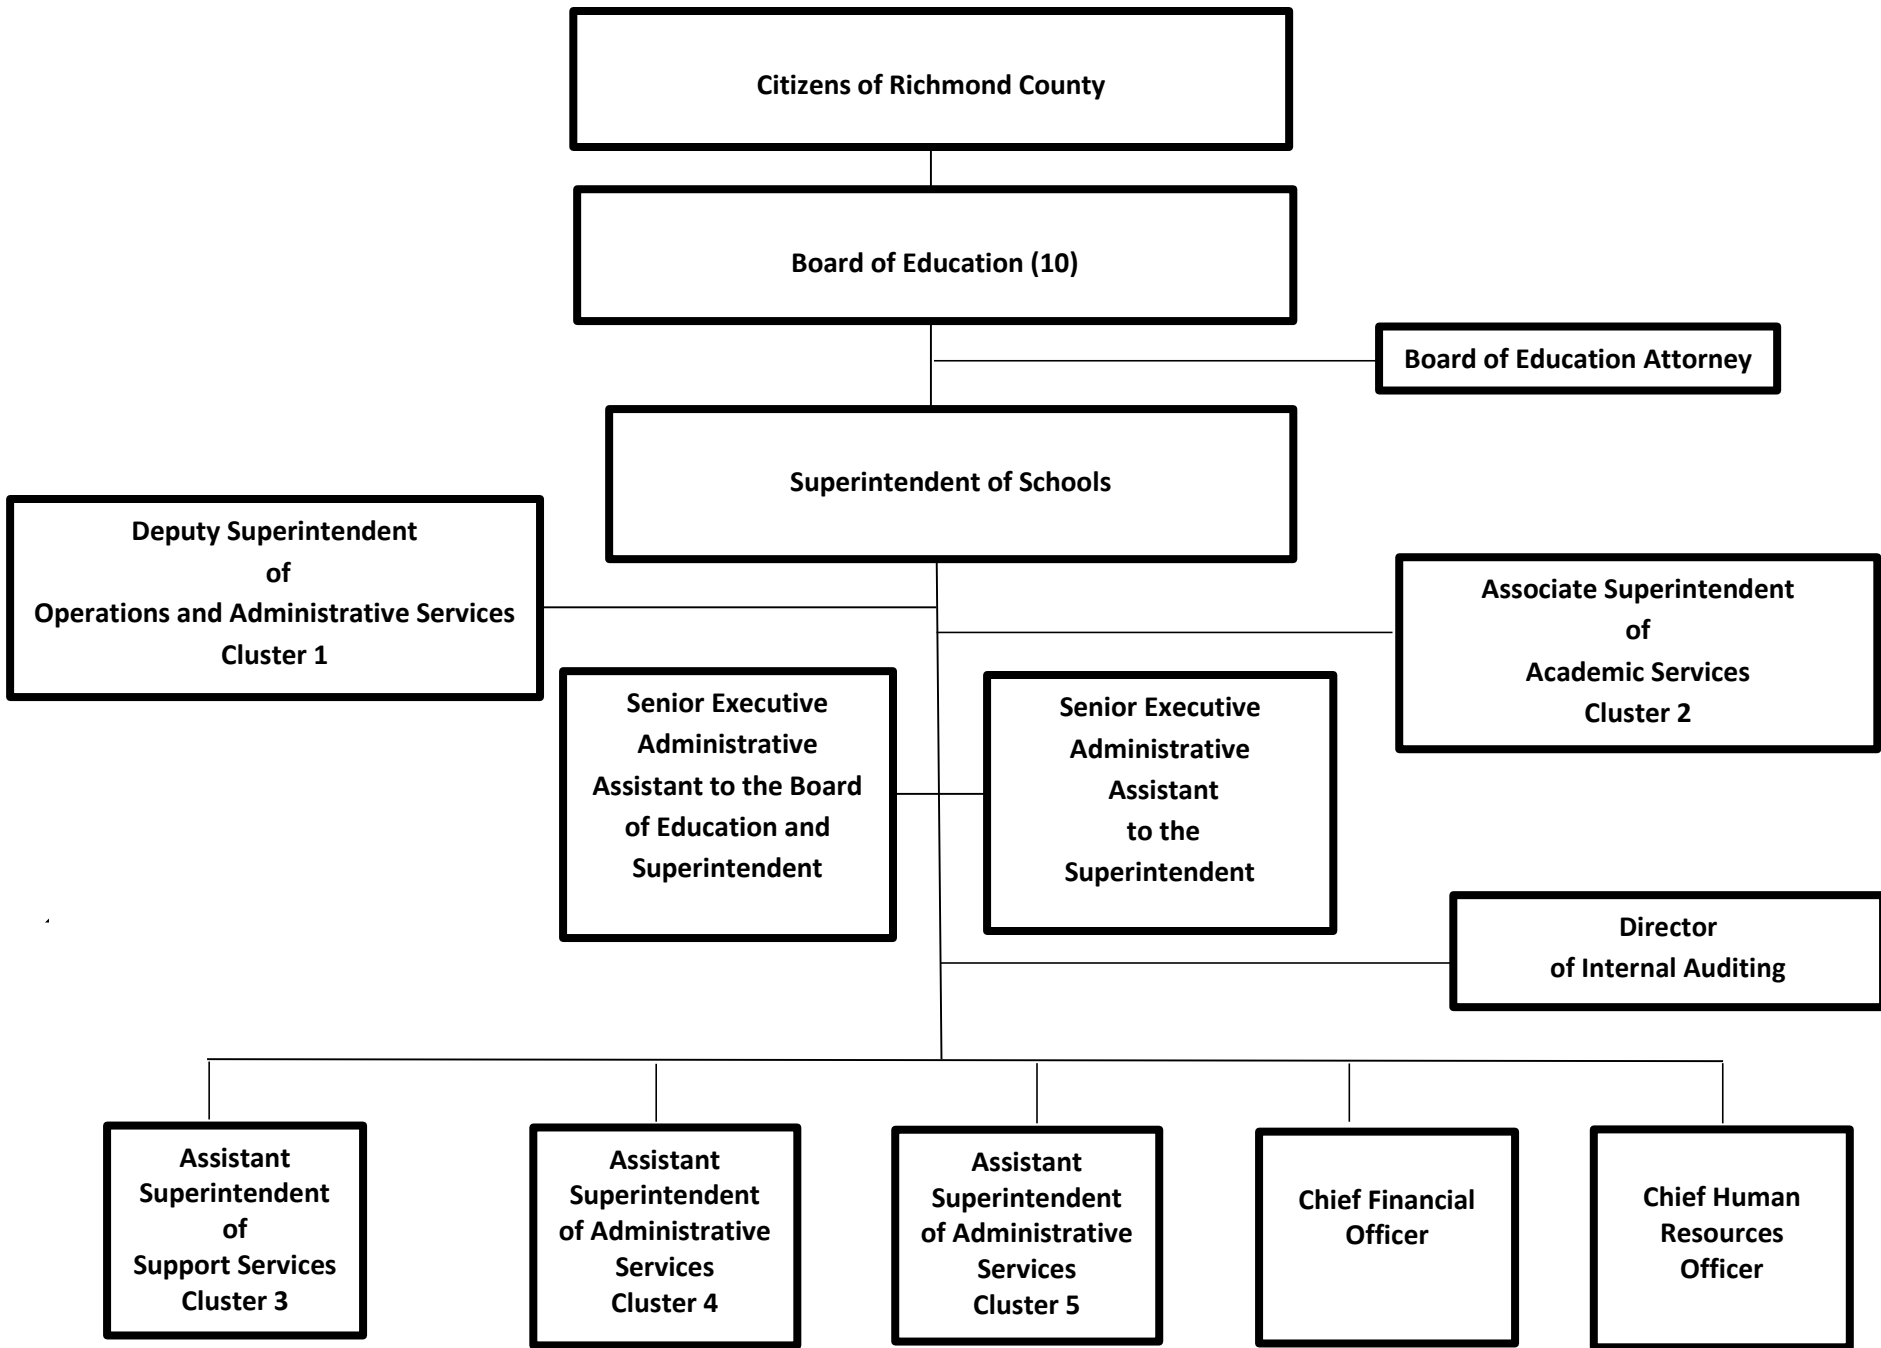 Citizens of Richmond County
Board of Education (10)
Board of Education Attorney
Superintendent of Schools
Deputy Superintendent
of
Operations and Administrative Services
Cluster 1
Associate Superintendent
of
Academic Services
Cluster 2
Senior Executive
Administrative
Assistant to the Board
of Education and
Superintendent
Senior Executive
Administrative
Assistant
to the
Superintendent
Director
of Internal Auditing
Assistant
Superintendent
of
Support Services
Cluster 3
Assistant
Superintendent
of Administrative
Services
Cluster 4
Assistant
Superintendent
of Administrative
Services
Cluster 5
Chief Financial
Officer
Chief Human
Resources
Officer